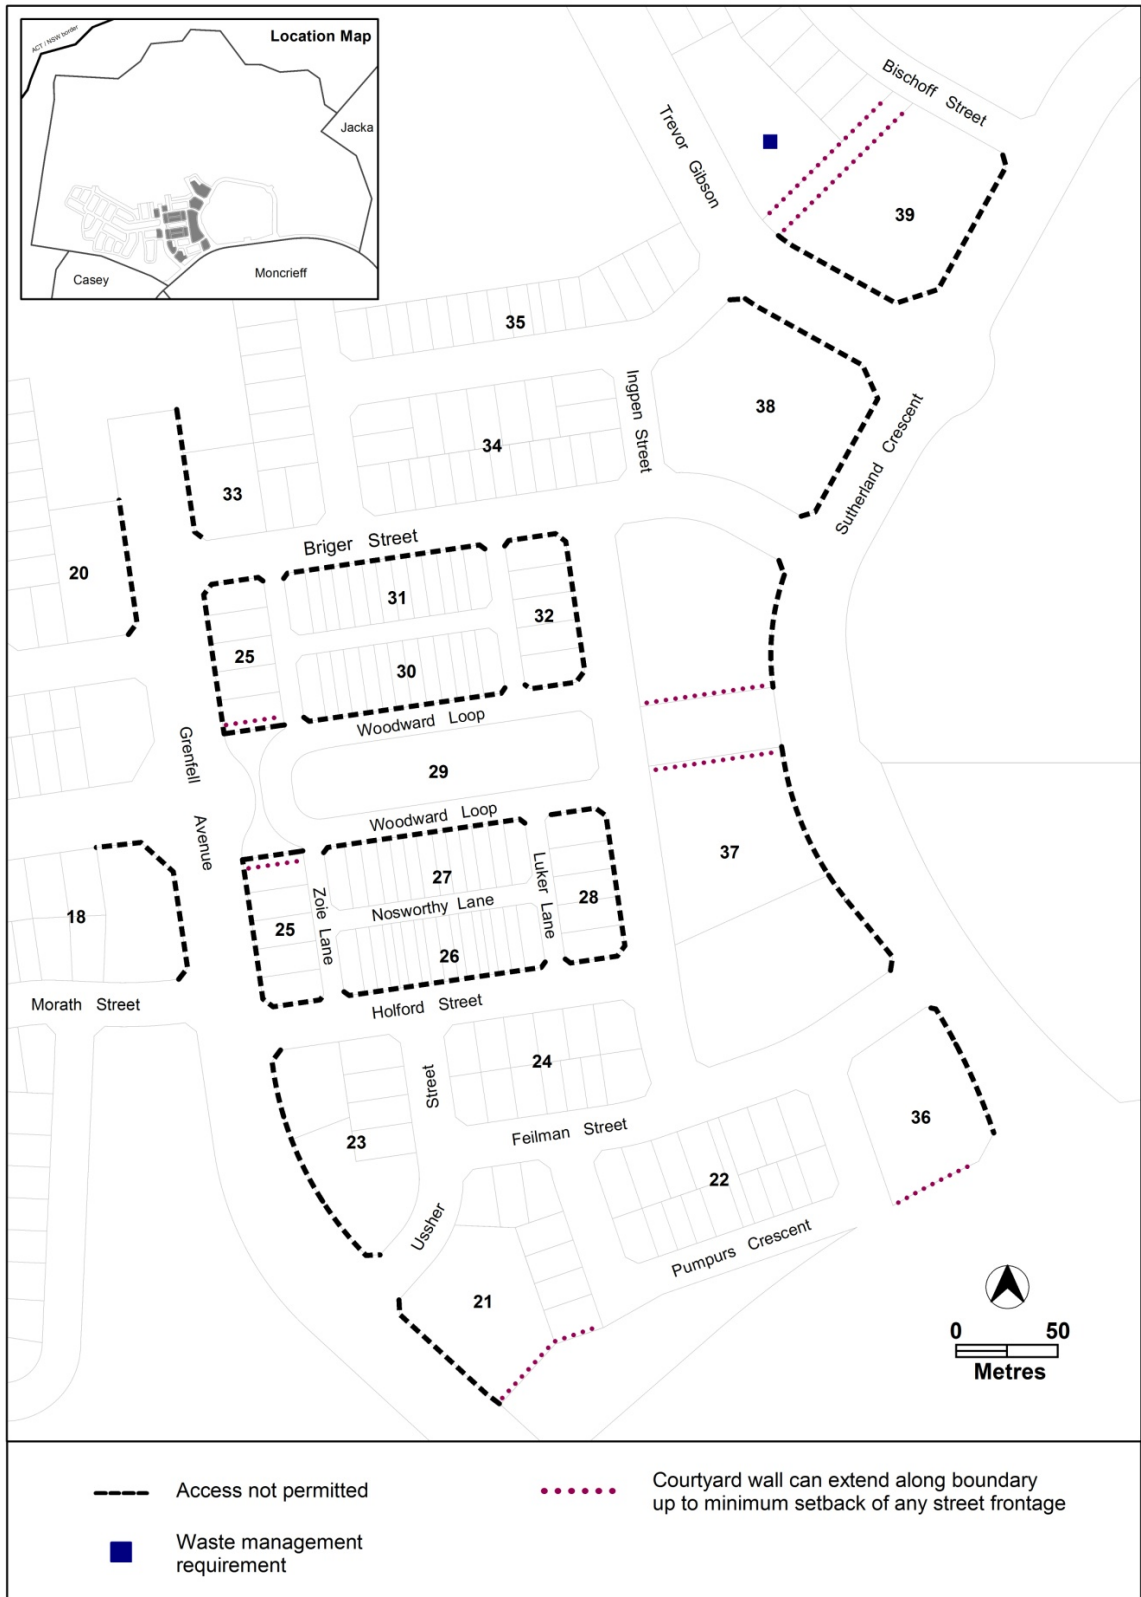 ACT / NSW border
Location Map
Jacka
Casey
Moncrieff
Bischoff Street
Trevor Gibson
39
35
Ingpen Street
38
Sutherland Crescent
34
33
Briger Street
20
31
32
25
30
Woodward Loop
Grenfell Avenue
29
Woodward Loop
37
27
Luker Lane
18
Zoie Lane
Nosworthy Lane
28
25
26
Morath Street
Holford Street
24
Ussher Street
36
23
Feilman Street
22
Pumpurs Crescent
21
0 50
Metres
Access not permitted
Courtyard wall can extend along boundary
up to minimum setback of any street frontage
Waste management
requirement